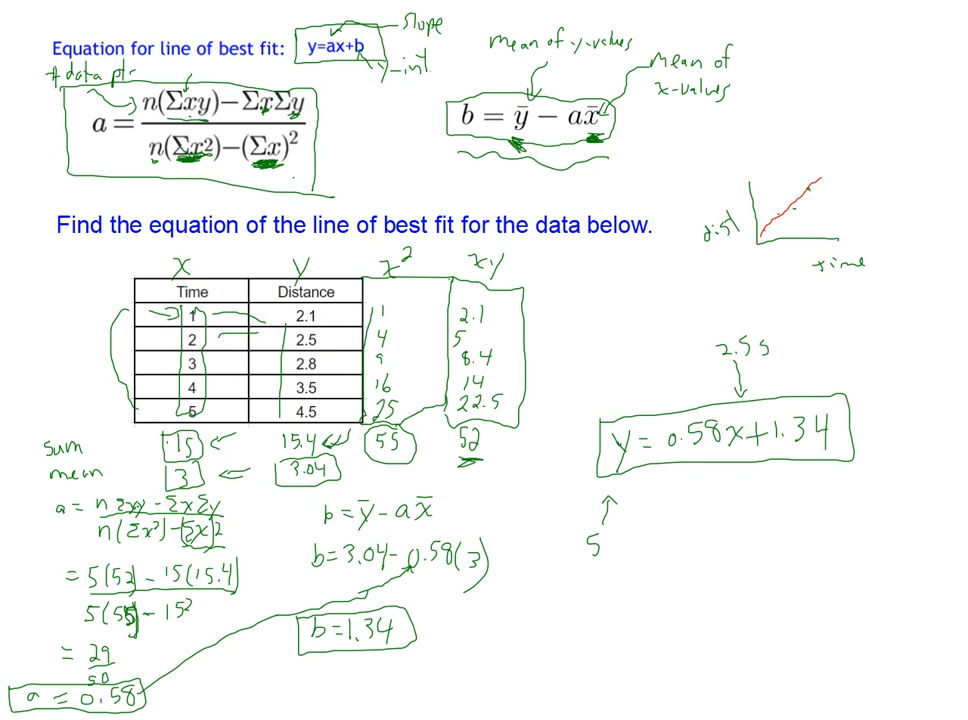 slope
Equation for line of best fit: y=ax+b
y-int.
# data pts
a = n(Σxy) − ΣxΣy / n(Σx²) − (Σx)²
mean of y-values
mean of
x-values
b = ȳ − ax̄
Find the equation of the line of best fit for the data below.
dist
time
x y x² xy
Time Distance
1 2.1 1 2.1
2 2.5 4 5
3 2.8 9 8.4
4 3.5 16 14
5 4.5 25 22.5
sum 15 15.4 55 52
mean 3 3.04
a = n Σxy − ΣxΣy / n(Σx²) − (Σx)²
= 5(52) − 15(15.4) / 5(55) − 15²
= 29/50
a = 0.58
b = ȳ − ax̄
b = 3.04 − 0.58(3)
b = 1.34
2.5 s
y = 0.58x + 1.34
5